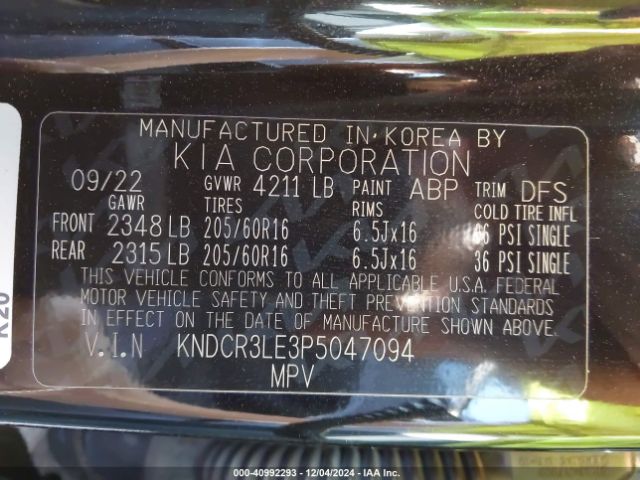 MANUFACTURED IN KOREA BY
KIA CORPORATION
09/22 GVWR 4211 LB PAINT ABP TRIM DFS
GAWR TIRES RIMS COLD TIRE INFL
FRONT 2348 LB 205/60R16 6.5Jx16 PSI SINGLE
REAR 2315 LB 205/60R16 6.5Jx16 36 PSI SINGLE
THIS VEHICLE CONFORMS TO ALL APPLICABLE U.S.A. FEDERAL
MOTOR VEHICLE SAFETY AND THEFT PREVENTION STANDARDS
IN EFFECT ON THE DATE OF MANUFACTURE SHOWN ABOVE.
V.I.N KNDCR3LE3P5047094
MPV
K20
000-40992293 - 12/04/2024 - IAA Inc.